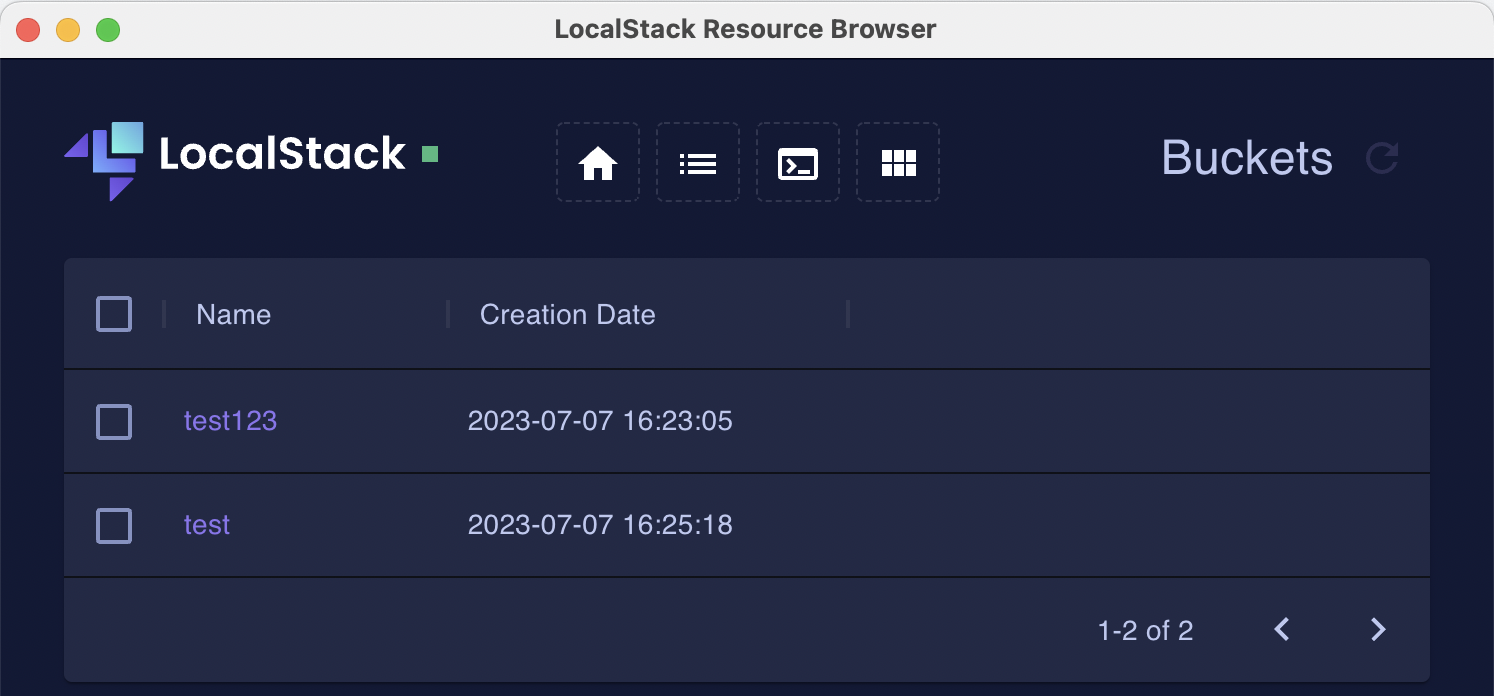 LocalStack Resource Browser
LocalStack
Buckets
Name Creation Date
test123 2023-07-07 16:23:05
test 2023-07-07 16:25:18
1-2 of 2